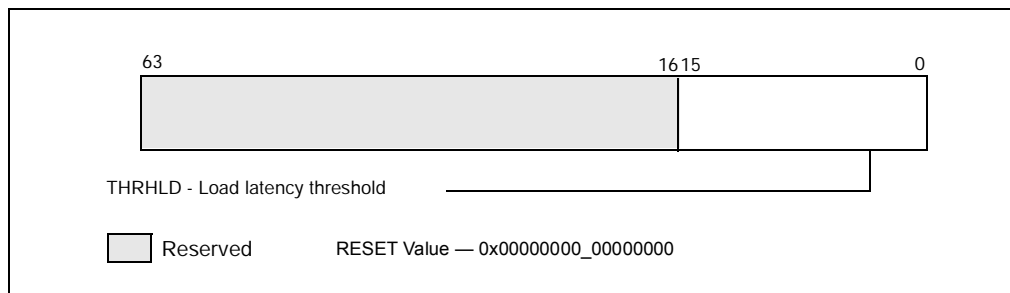 63 16 15 0
THRHLD - Load latency threshold
Reserved RESET Value — 0x00000000_00000000